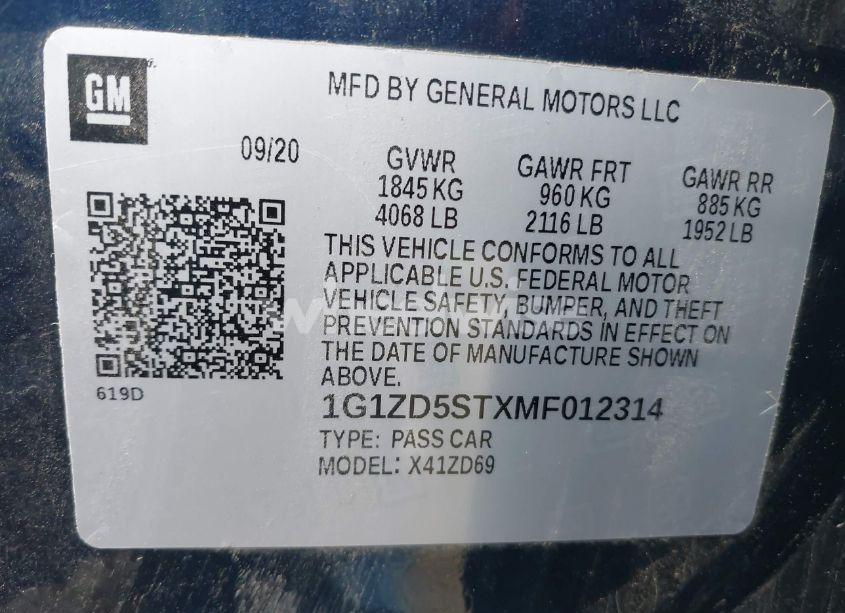 GM
MFD BY GENERAL MOTORS LLC
09/20
GVWR
1845 KG
4068 LB
GAWR FRT
960 KG
2116 LB
GAWR RR
885 KG
1952 LB
THIS VEHICLE CONFORMS TO ALL
APPLICABLE U.S. FEDERAL MOTOR
VEHICLE SAFETY, BUMPER, AND THEFT
PREVENTION STANDARDS IN EFFECT ON
THE DATE OF MANUFACTURE SHOWN
ABOVE.
619D
1G1ZD5STXMF012314
TYPE: PASS CAR
MODEL: X41ZD69